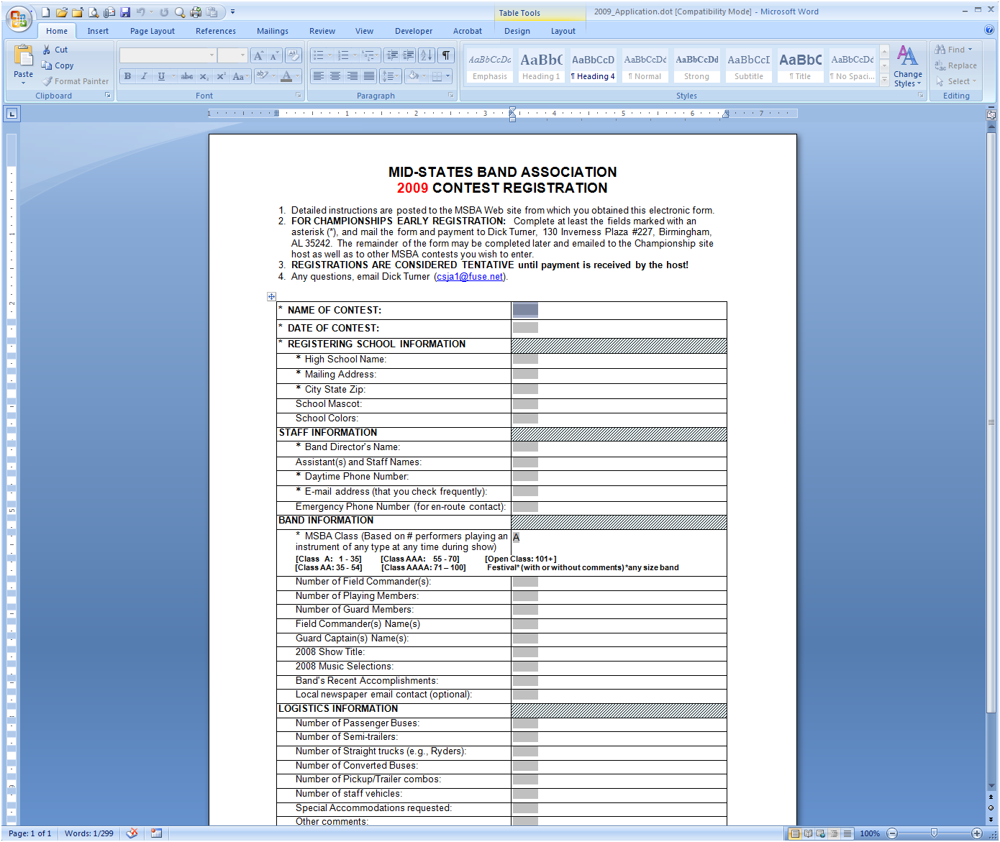 Table Tools
2009_Application.dot [Compatibility Mode] - Microsoft Word
Home Insert Page Layout References Mailings Review View Developer Acrobat Design Layout
Paste
Cut
Copy
Format Painter
Clipboard
Font
Paragraph
AaBbCcDc AaBbC AaBbCcD AaBbCcDd AaBbCcDd AaBbCcI AaBbC AaBbCcDd
Emphasis Heading 1 ¶ Heading 4 ¶ Normal Strong Subtitle ¶ Title ¶ No Spaci...
Change Styles
Styles
Find
Replace
Select
Editing
1 1 2 3 4 5 6 7
MID-STATES BAND ASSOCIATION
2009 CONTEST REGISTRATION
1. Detailed instructions are posted to the MSBA Web site from which you obtained this electronic form.
2. FOR CHAMPIONSHIPS EARLY REGISTRATION: Complete at least the fields marked with an
asterisk (*), and mail the form and payment to Dick Turner, 130 Inverness Plaza #227, Birmingham,
AL 35242. The remainder of the form may be completed later and emailed to the Championship site
host as well as to other MSBA contests you wish to enter.
3. REGISTRATIONS ARE CONSIDERED TENTATIVE until payment is received by the host!
4. Any questions, email Dick Turner (csja1@fuse.net).
* NAME OF CONTEST:
* DATE OF CONTEST:
* REGISTERING SCHOOL INFORMATION
* High School Name:
* Mailing Address:
* City State Zip:
School Mascot:
School Colors:
STAFF INFORMATION
* Band Director's Name:
Assistant(s) and Staff Names:
* Daytime Phone Number:
* E-mail address (that you check frequently):
Emergency Phone Number (for en-route contact):
BAND INFORMATION
* MSBA Class (Based on # performers playing an A
instrument of any type at any time during show)
[Class A: 1 - 35] [Class AAA: 55 - 70] [Open Class: 101+]
[Class AA: 35 - 54] [Class AAAA: 71 – 100] Festival* (with or without comments) *any size band
Number of Field Commander(s):
Number of Playing Members:
Number of Guard Members:
Field Commander(s) Name(s)
Guard Captain(s) Name(s):
2008 Show Title:
2008 Music Selections:
Band's Recent Accomplishments:
Local newspaper email contact (optional):
LOGISTICS INFORMATION
Number of Passenger Buses:
Number of Semi-trailers:
Number of Straight trucks (e.g., Ryders):
Number of Converted Buses:
Number of Pickup/Trailer combos:
Number of staff vehicles:
Special Accommodations requested:
Other comments:
Page: 1 of 1 Words: 1/299 100%